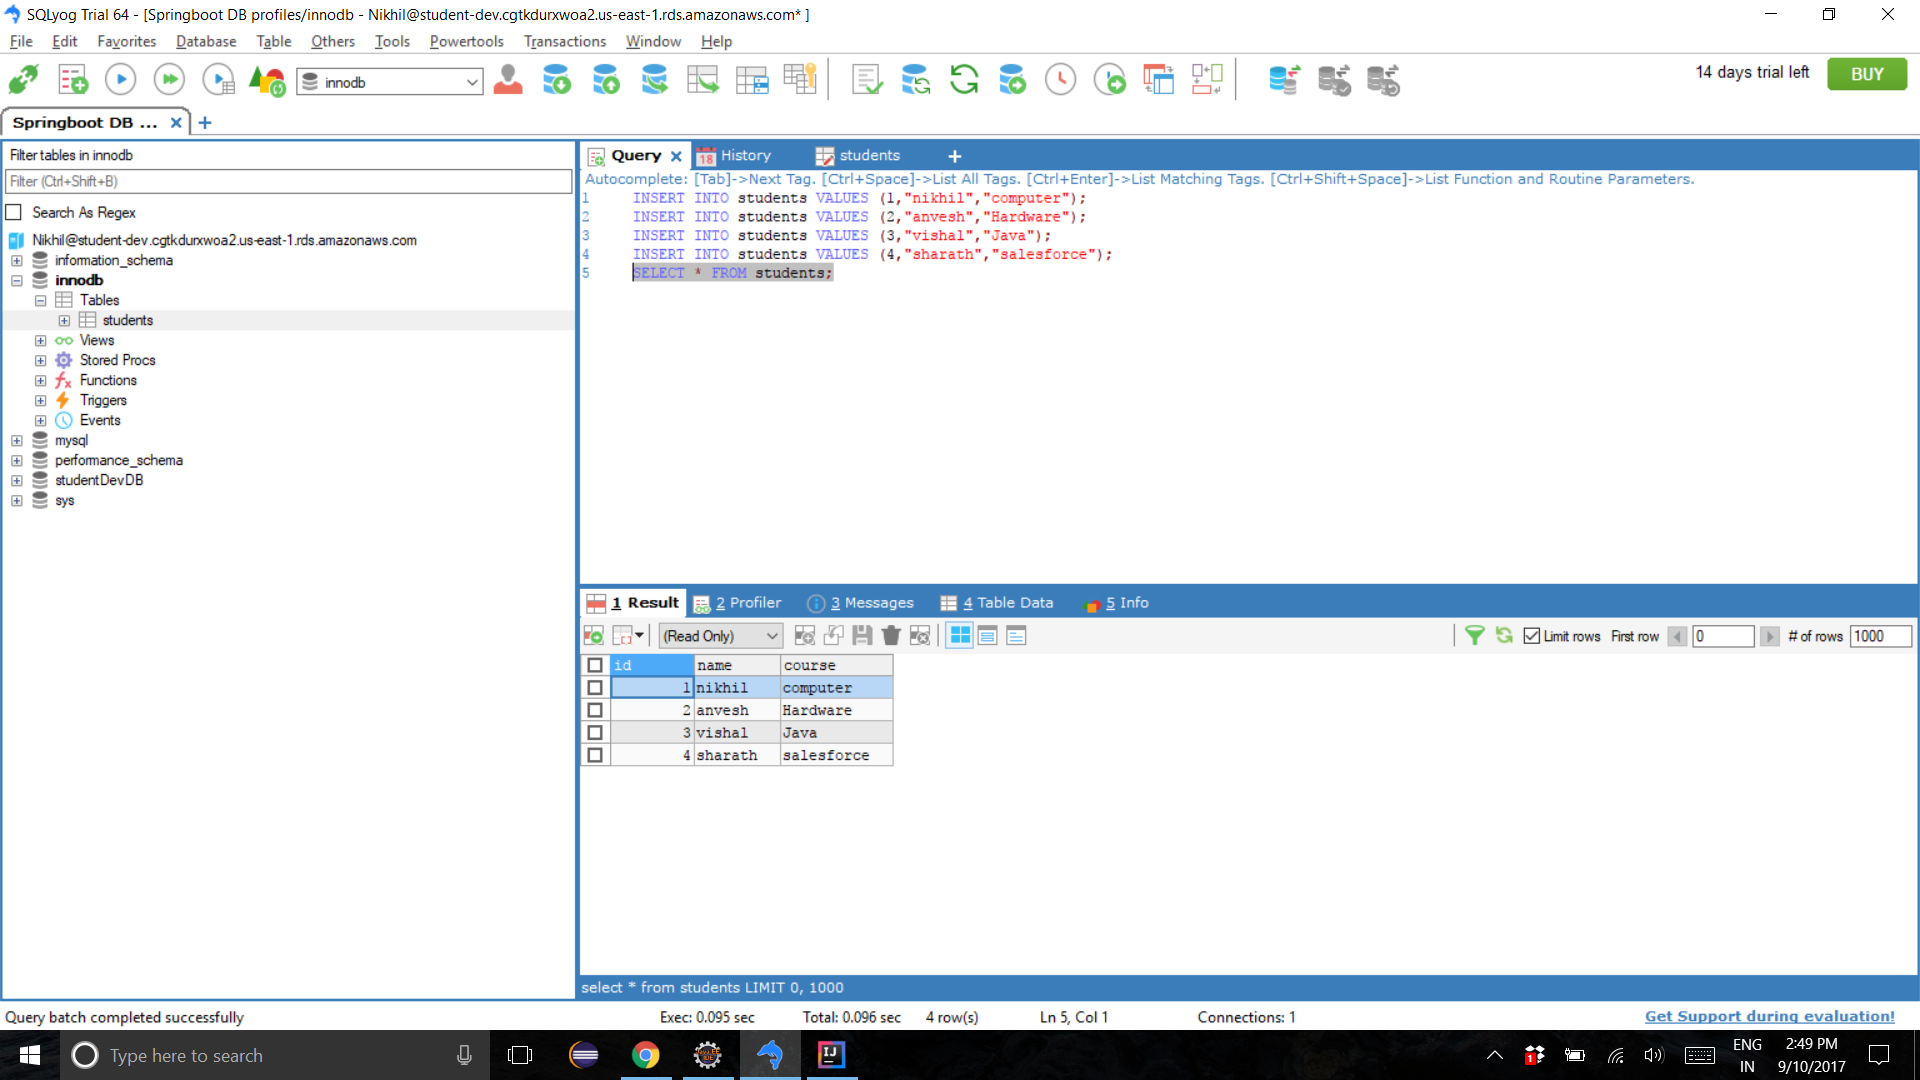 SQLyog Trial 64 - [Springboot DB profiles/innodb - Nikhil@student-dev.cgtkdurxwoa2.us-east-1.rds.amazonaws.com* ]
File Edit Favorites Database Table Others Tools Powertools Transactions Window Help
innodb
14 days trial left
BUY
Springboot DB ...
Filter tables in innodb
Filter (Ctrl+Shift+B)
Search As Regex
Nikhil@student-dev.cgtkdurxwoa2.us-east-1.rds.amazonaws.com
information_schema
innodb
Tables
students
Views
Stored Procs
Functions
Triggers
Events
mysql
performance_schema
studentDevDB
sys
Query
18 History
students
Autocomplete: [Tab]->Next Tag. [Ctrl+Space]->List All Tags. [Ctrl+Enter]->List Matching Tags. [Ctrl+Shift+Space]->List Function and Routine Parameters.
1 INSERT INTO students VALUES (1,"nikhil","computer");
2 INSERT INTO students VALUES (2,"anvesh","Hardware");
3 INSERT INTO students VALUES (3,"vishal","Java");
4 INSERT INTO students VALUES (4,"sharath","salesforce");
5 SELECT * FROM students;
1 Result 2 Profiler 3 Messages 4 Table Data 5 Info
(Read Only) Limit rows First row 0 # of rows 1000
id name course
1 nikhil computer
2 anvesh Hardware
3 vishal Java
4 sharath salesforce
select * from students LIMIT 0, 1000
Query batch completed successfully Exec: 0.095 sec Total: 0.096 sec 4 row(s) Ln 5, Col 1 Connections: 1 Get Support during evaluation!
Type here to search
IJ
1
ENG
IN
2:49 PM
9/10/2017